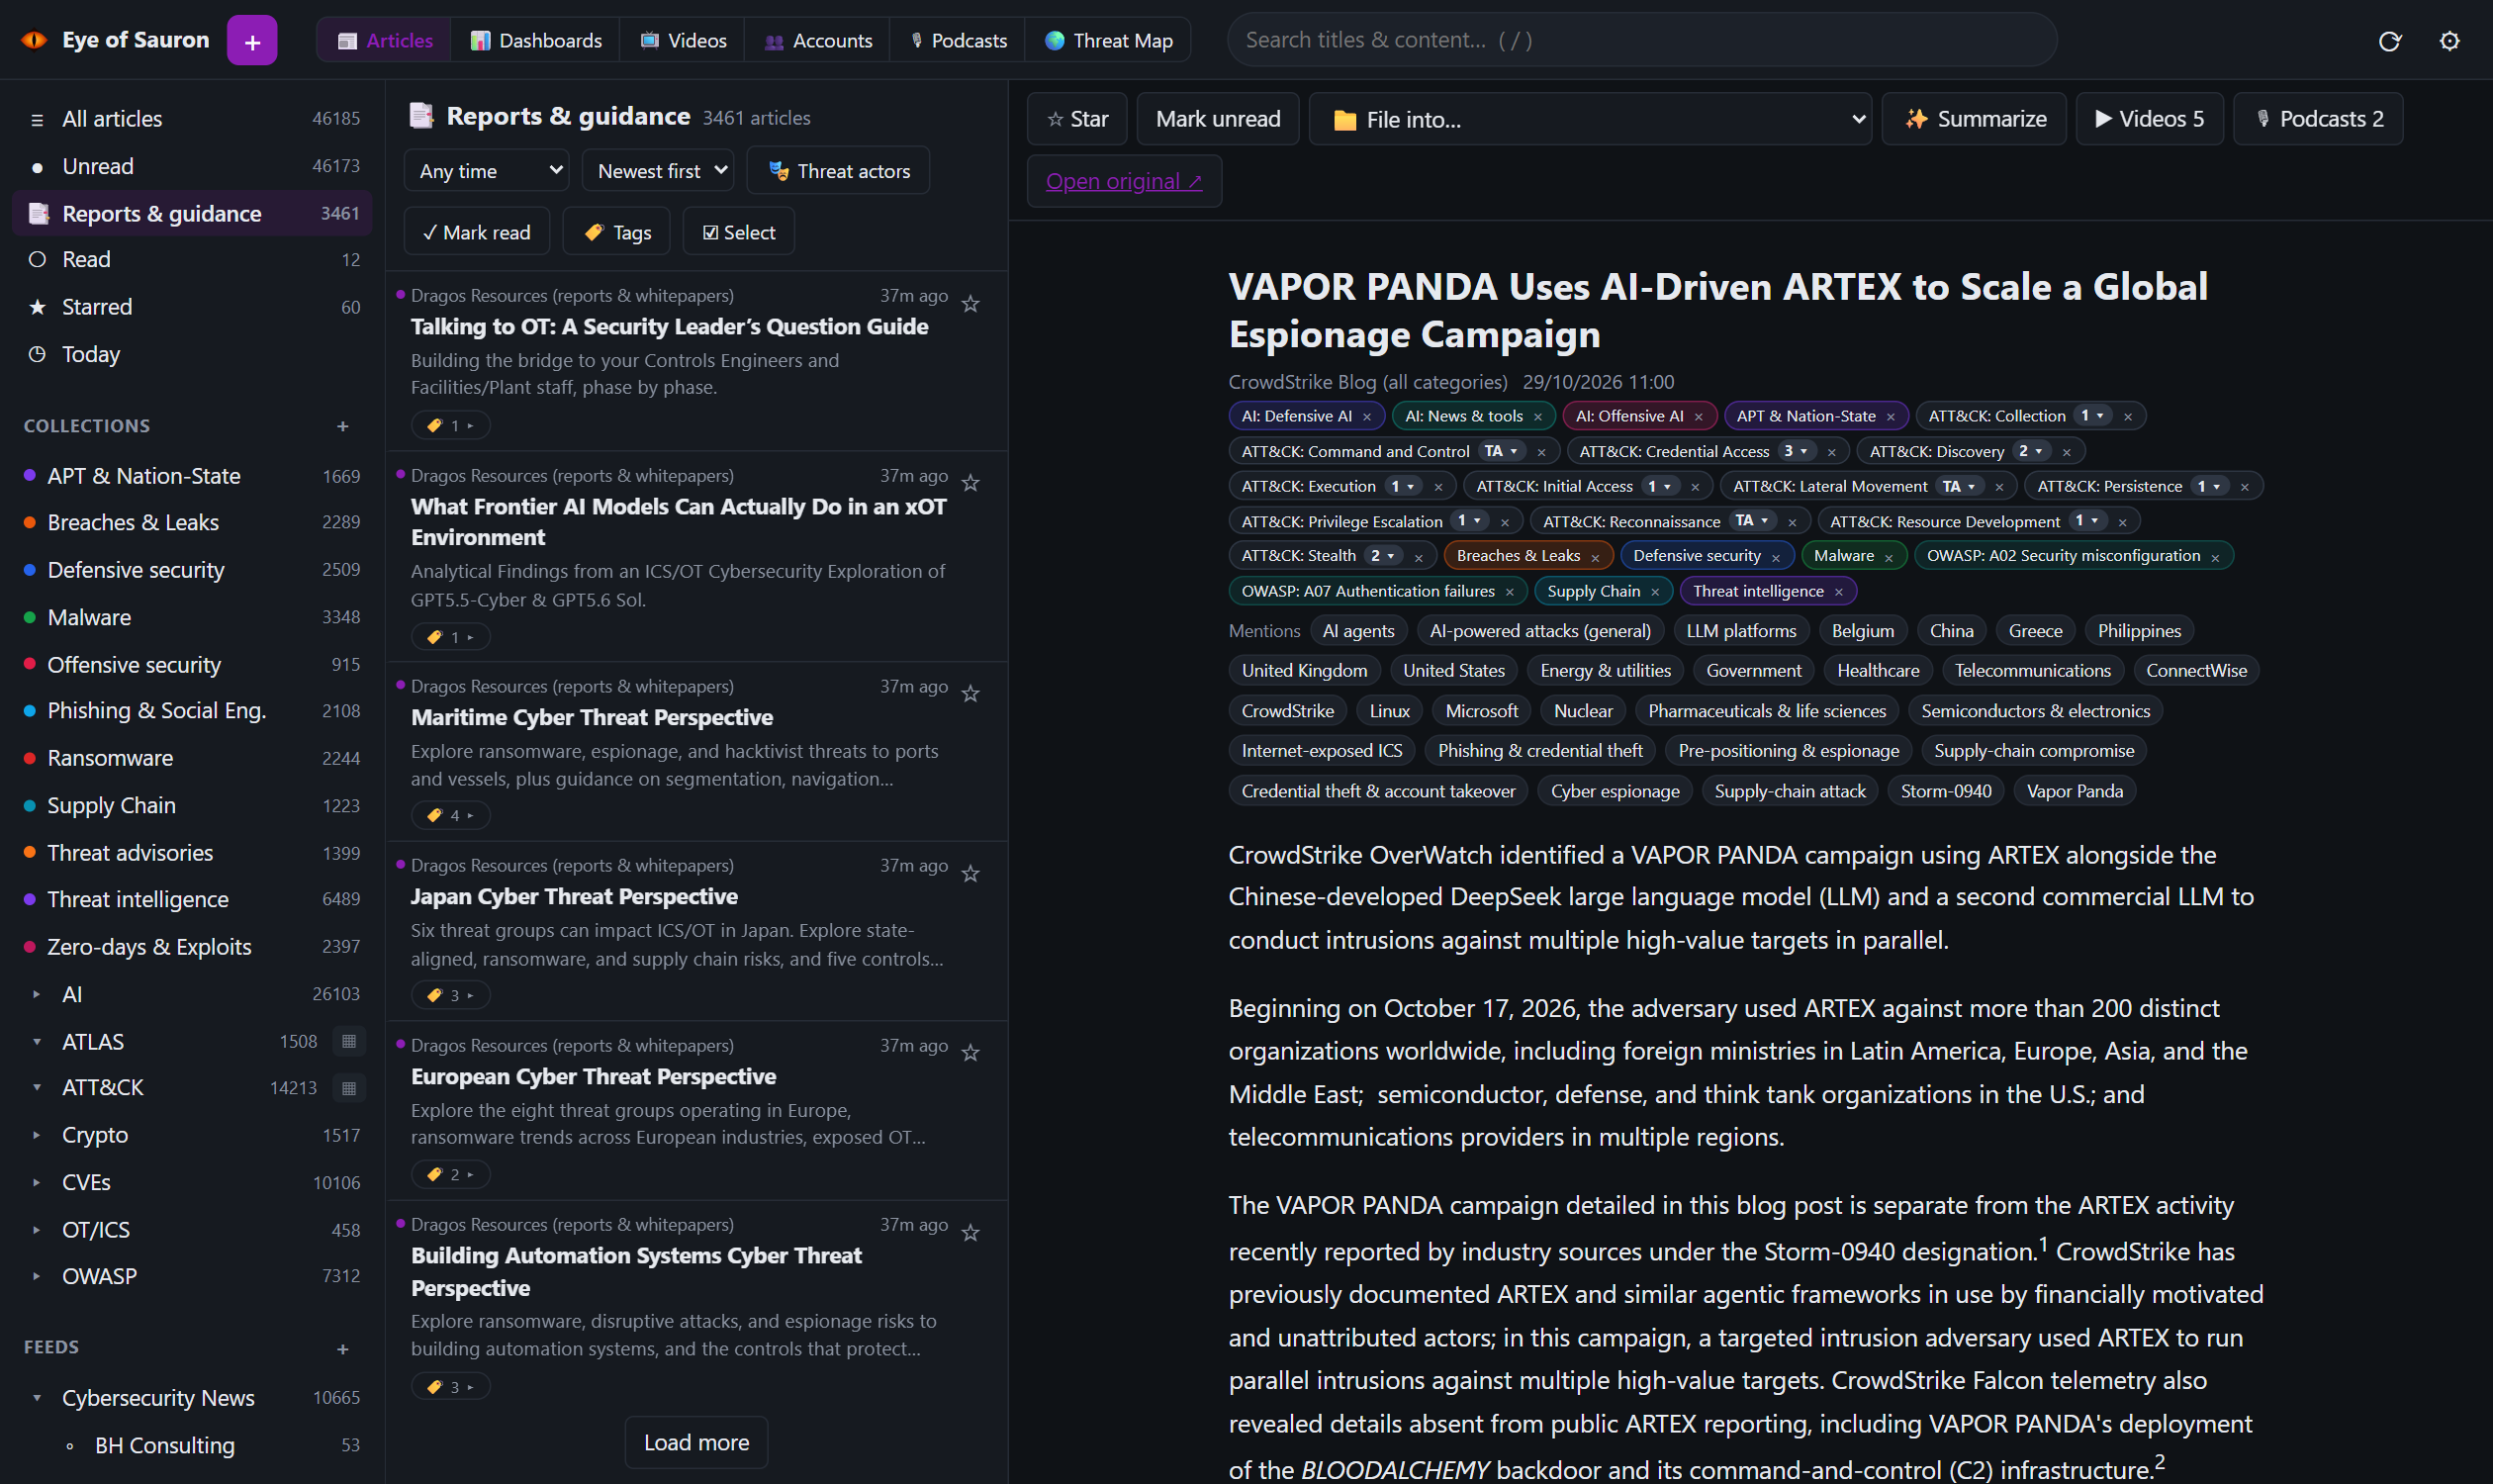 Eye of Sauron
+
Articles
Dashboards
Videos
Accounts
Podcasts
Threat Map
Search titles & content... ( / )
All articles 46185
Unread 46173
Reports & guidance 3461
Read 12
Starred 60
Today
COLLECTIONS +
APT & Nation-State 1669
Breaches & Leaks 2289
Defensive security 2509
Malware 3348
Offensive security 915
Phishing & Social Eng. 2108
Ransomware 2244
Supply Chain 1223
Threat advisories 1399
Threat intelligence 6489
Zero-days & Exploits 2397
AI 26103
ATLAS 1508
ATT&CK 14213
Crypto 1517
CVEs 10106
OT/ICS 458
OWASP 7312
FEEDS +
Cybersecurity News 10665
BH Consulting 53
Reports & guidance 3461 articles
Any time
Newest first
Threat actors
✓ Mark read
Tags
☑ Select
Dragos Resources (reports & whitepapers) 37m ago ☆
Talking to OT: A Security Leader's Question Guide
Building the bridge to your Controls Engineers and
Facilities/Plant staff, phase by phase.
1 ▸
Dragos Resources (reports & whitepapers) 37m ago ☆
What Frontier AI Models Can Actually Do in an xOT
Environment
Analytical Findings from an ICS/OT Cybersecurity Exploration of
GPT5.5-Cyber & GPT5.6 Sol.
1 ▸
Dragos Resources (reports & whitepapers) 37m ago ☆
Maritime Cyber Threat Perspective
Explore ransomware, espionage, and hacktivist threats to ports
and vessels, plus guidance on segmentation, navigation...
4 ▸
Dragos Resources (reports & whitepapers) 37m ago ☆
Japan Cyber Threat Perspective
Six threat groups can impact ICS/OT in Japan. Explore state-
aligned, ransomware, and supply chain risks, and five controls...
3 ▸
Dragos Resources (reports & whitepapers) 37m ago ☆
European Cyber Threat Perspective
Explore the eight threat groups operating in Europe,
ransomware trends across European industries, exposed OT...
2 ▸
Dragos Resources (reports & whitepapers) 37m ago ☆
Building Automation Systems Cyber Threat
Perspective
Explore ransomware, disruptive attacks, and espionage risks to
building automation systems, and the controls that protect...
3 ▸
Load more
☆ Star
Mark unread
File into...
Summarize
▶ Videos 5
Podcasts 2
Open original ↗
VAPOR PANDA Uses AI-Driven ARTEX to Scale a Global
Espionage Campaign
CrowdStrike Blog (all categories) 29/10/2026 11:00
AI: Defensive AI × AI: News & tools × AI: Offensive AI × APT & Nation-State × ATT&CK: Collection 1 ▾ ×
ATT&CK: Command and Control TA ▾ × ATT&CK: Credential Access 3 ▾ × ATT&CK: Discovery 2 ▾ ×
ATT&CK: Execution 1 ▾ × ATT&CK: Initial Access 1 ▾ × ATT&CK: Lateral Movement TA ▾ × ATT&CK: Persistence 1 ▾ ×
ATT&CK: Privilege Escalation 1 ▾ × ATT&CK: Reconnaissance TA ▾ × ATT&CK: Resource Development 1 ▾ ×
ATT&CK: Stealth 2 ▾ × Breaches & Leaks × Defensive security × Malware × OWASP: A02 Security misconfiguration ×
OWASP: A07 Authentication failures × Supply Chain × Threat intelligence ×
Mentions AI agents AI-powered attacks (general) LLM platforms Belgium China Greece Philippines
United Kingdom United States Energy & utilities Government Healthcare Telecommunications ConnectWise
CrowdStrike Linux Microsoft Nuclear Pharmaceuticals & life sciences Semiconductors & electronics
Internet-exposed ICS Phishing & credential theft Pre-positioning & espionage Supply-chain compromise
Credential theft & account takeover Cyber espionage Supply-chain attack Storm-0940 Vapor Panda
CrowdStrike OverWatch identified a VAPOR PANDA campaign using ARTEX alongside the
Chinese-developed DeepSeek large language model (LLM) and a second commercial LLM to
conduct intrusions against multiple high-value targets in parallel.
Beginning on October 17, 2026, the adversary used ARTEX against more than 200 distinct
organizations worldwide, including foreign ministries in Latin America, Europe, Asia, and the
Middle East; semiconductor, defense, and think tank organizations in the U.S.; and
telecommunications providers in multiple regions.
The VAPOR PANDA campaign detailed in this blog post is separate from the ARTEX activity
recently reported by industry sources under the Storm-0940 designation.1 CrowdStrike has
previously documented ARTEX and similar agentic frameworks in use by financially motivated
and unattributed actors; in this campaign, a targeted intrusion adversary used ARTEX to run
parallel intrusions against multiple high-value targets. CrowdStrike Falcon telemetry also
revealed details absent from public ARTEX reporting, including VAPOR PANDA's deployment
of the BLOODALCHEMY backdoor and its command-and-control (C2) infrastructure.2